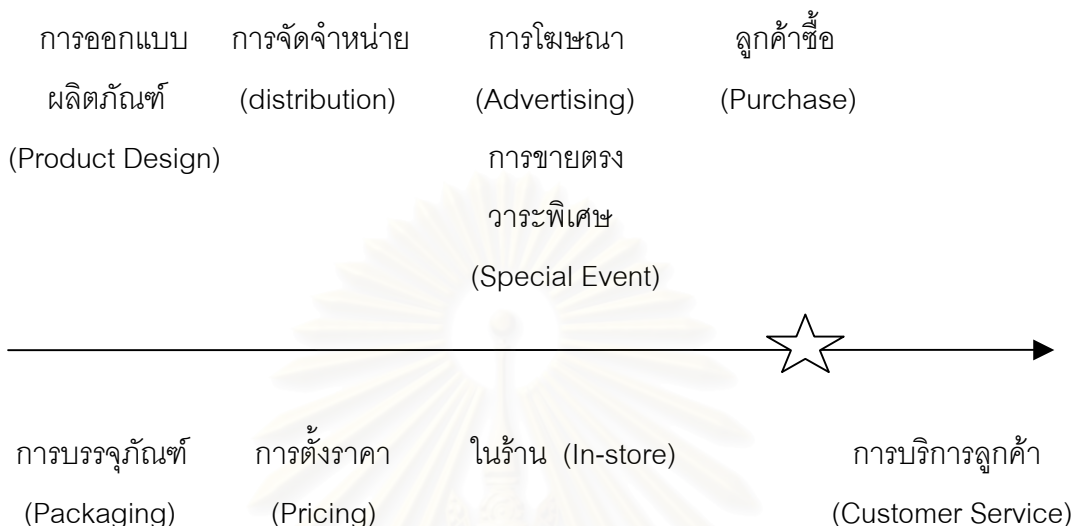 การออกแบบ การจัดจำหน่าย การโฆษณา ลูกค้าซื้อ
ผลิตภัณฑ์ (distribution) (Advertising) (Purchase)
(Product Design) การขายตรง
วาระพิเศษ
(Special Event)
การบรรจุภัณฑ์ การตั้งราคา ในร้าน (In-store) การบริการลูกค้า
(Packaging) (Pricing) (Customer Service)